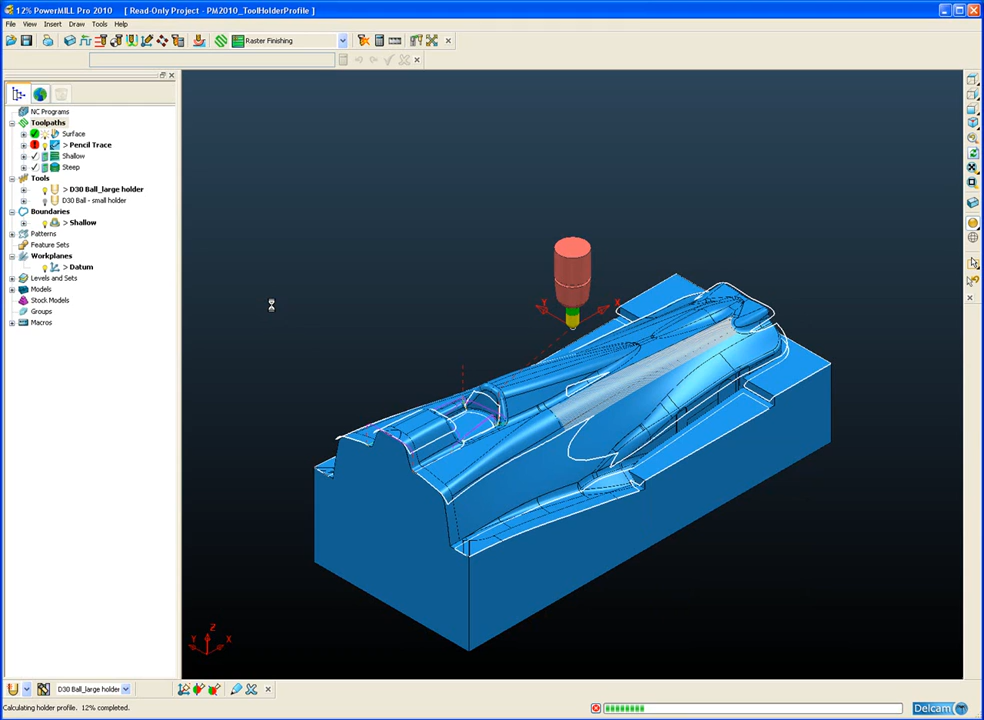 12% PowerMILL Pro 2010   [ Read-Only Project - PM2010_ToolHolderProfile ]
File View Insert Draw Tools Help
Raster Finishing
NC Programs
Toolpaths
Surface
> Pencil Trace
Shallow
Steep
Tools
> D30 Ball_large holder
D30 Ball - small holder
Boundaries
> Shallow
Patterns
Feature Sets
Workplanes
> Datum
Levels and Sets
Models
Stock Models
Groups
Macros
Y X
Z
Y X
D30 Ball_large holder
Calculating holder profile. 12% completed.
Delcam